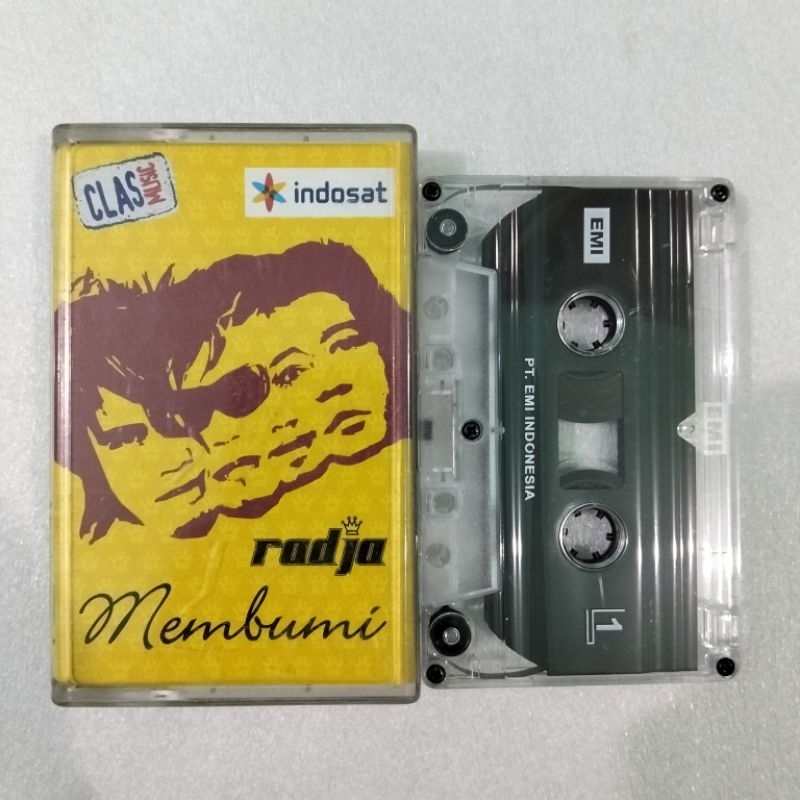 CLAS
MUSIC
indosat
radja
Membumi
EMI
PT. EMI INDONESIA
EMI
1